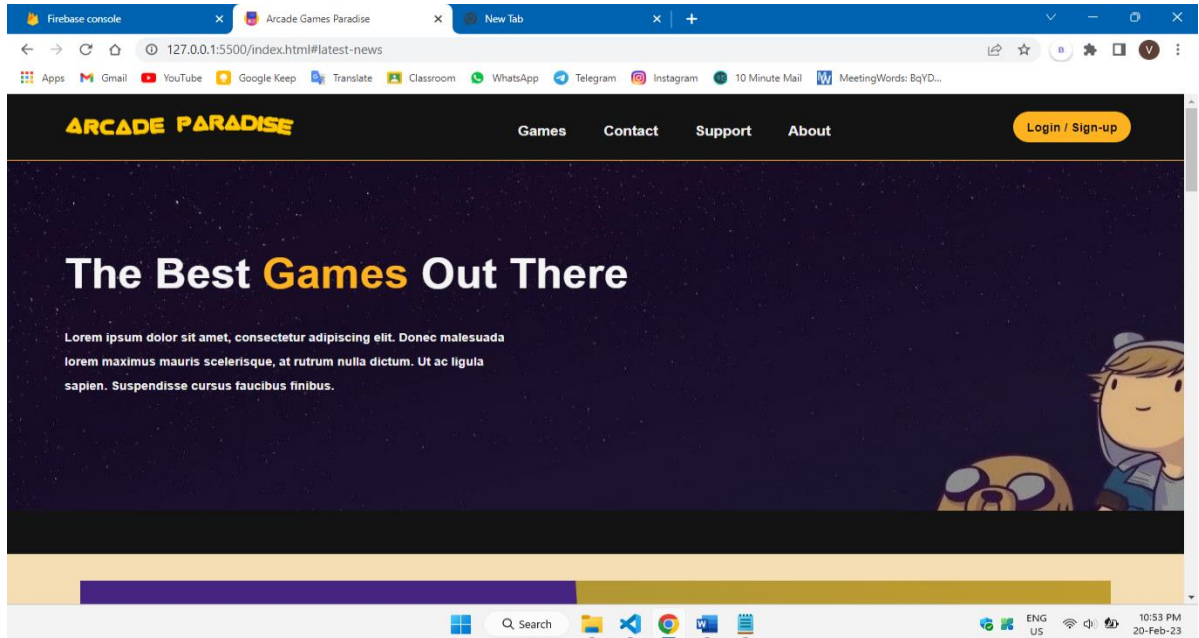 Firebase console
Arcade Games Paradise
New Tab
127.0.0.1:5500/index.html#latest-news
B
V
Apps Gmail YouTube Google Keep Translate Classroom WhatsApp Telegram Instagram 10 Minute Mail MeetingWords: BqYD...
ARCADE PARADISE
Games Contact Support About
Login / Sign-up
The Best Games Out There
Lorem ipsum dolor sit amet, consectetur adipiscing elit. Donec malesuada
lorem maximus mauris scelerisque, at rutrum nulla dictum. Ut ac ligula
sapien. Suspendisse cursus faucibus finibus.
Search
ENG
US
10:53 PM
20-Feb-23